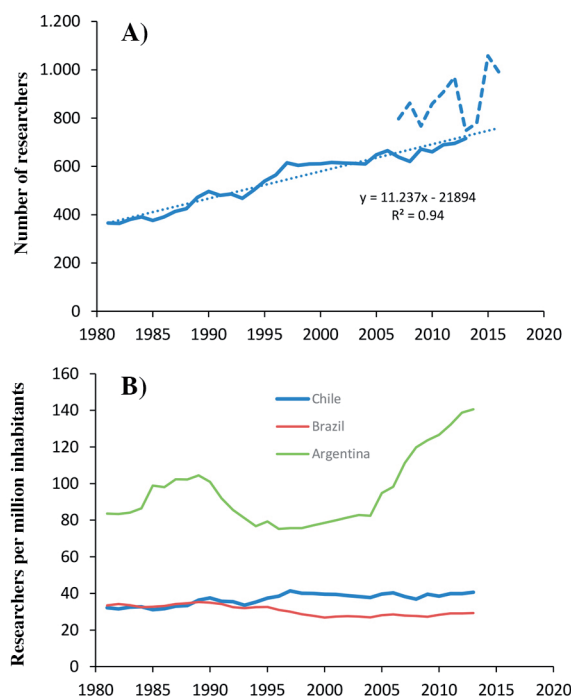 A)
Number of researchers
1.200
1.000
800
600
400
200
0
y = 11.237x - 21894
R² = 0.94
1980 1985 1990 1995 2000 2005 2010 2015 2020
B)
Researchers per million inhabitants
160
140
120
100
80
60
40
20
0
Chile
Brazil
Argentina
1980 1985 1990 1995 2000 2005 2010 2015 2020